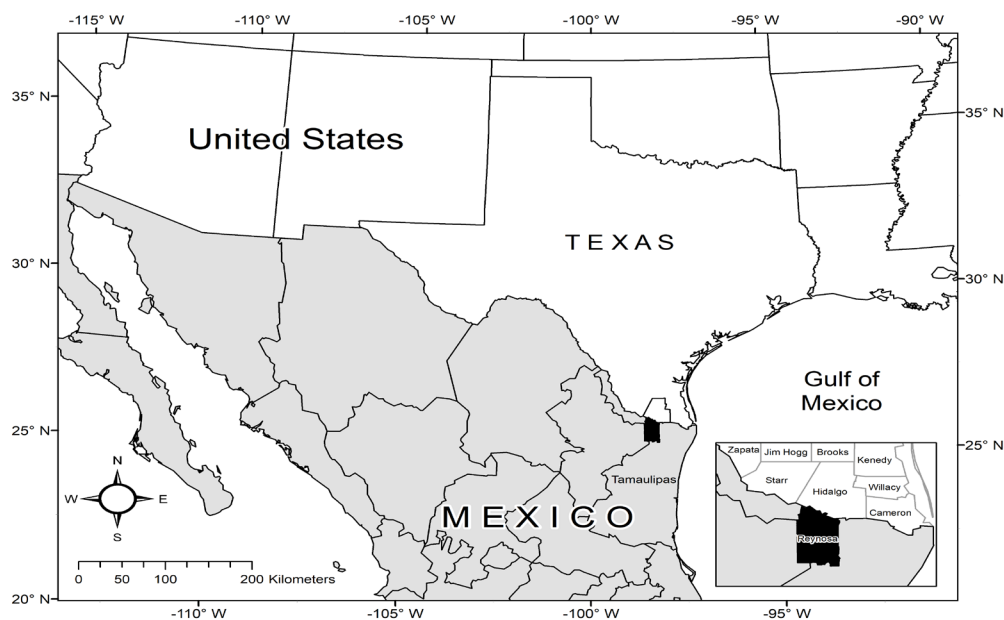 -115° W -110° W -105° W -100° W -95° W -90° W
35° N
35° N
United States
TEXAS
30° N
30° N
Gulf of
Mexico
25° N
25° N
Tamaulipas
MEXICO
N
W E
S
0 50 100 200 Kilometers
Zapata Jim Hogg Brooks Kenedy
Starr Hidalgo Willacy
Cameron
Reynosa
20° N
20° N
-110° W -105° W -100° W -95° W